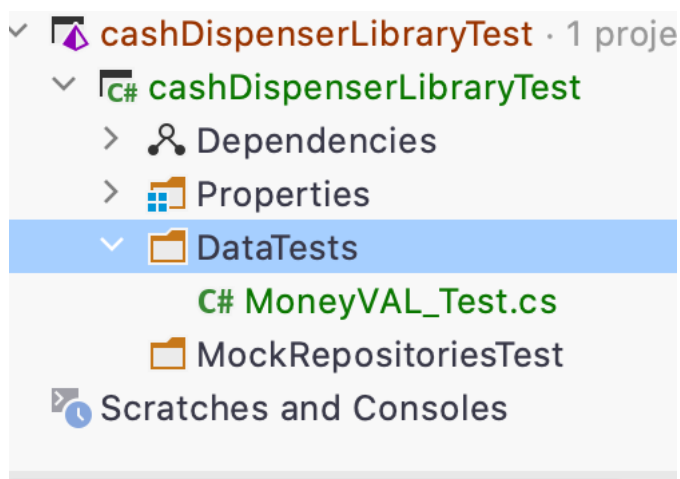 cashDispenserLibraryTest · 1 proje
C# cashDispenserLibraryTest
Dependencies
Properties
DataTests
C# MoneyVAL_Test.cs
MockRepositoriesTest
Scratches and Consoles